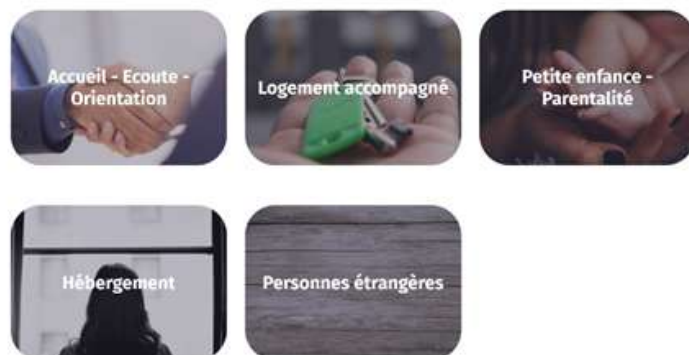 Accueil - Ecoute -
Orientation
Logement accompagné
Petite enfance -
Parentalité
Hébergement
Personnes étrangères